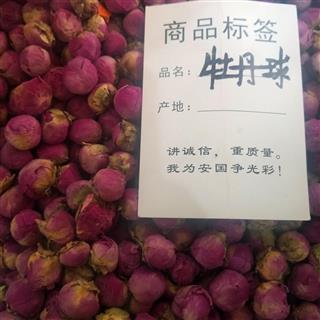 商品标签
品名：牡丹球
产地：
讲诚信，重质量。
我为安国争光彩！